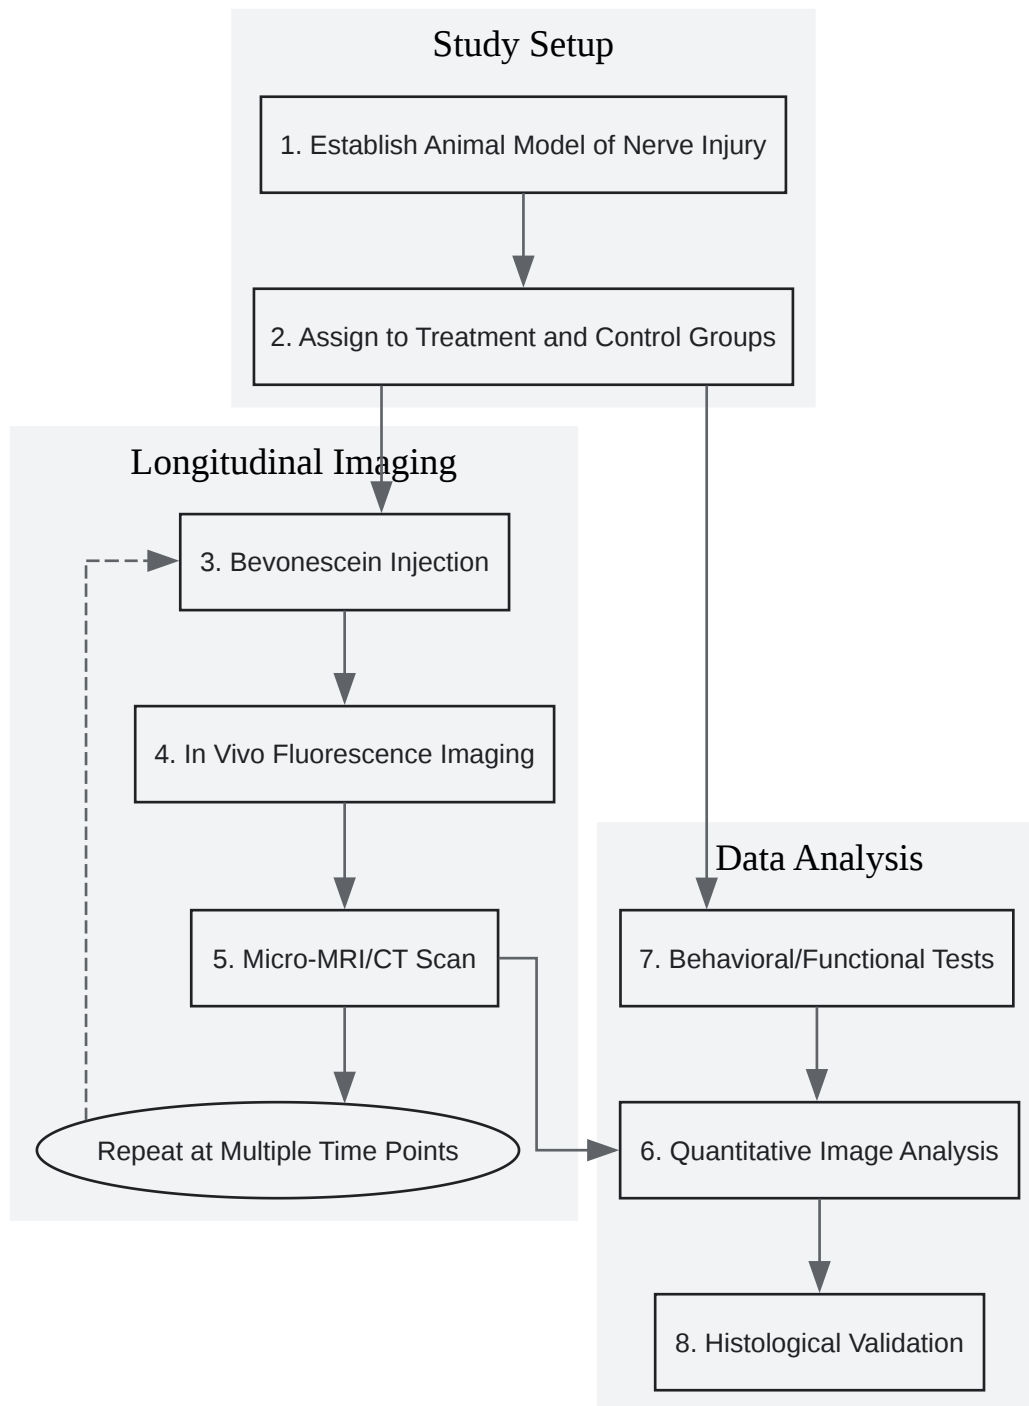 Study Setup
1. Establish Animal Model of Nerve Injury
2. Assign to Treatment and Control Groups
Longitudinal Imaging
3. Bevonescein Injection
4. In Vivo Fluorescence Imaging
5. Micro-MRI/CT Scan
Repeat at Multiple Time Points
Data Analysis
7. Behavioral/Functional Tests
6. Quantitative Image Analysis
8. Histological Validation